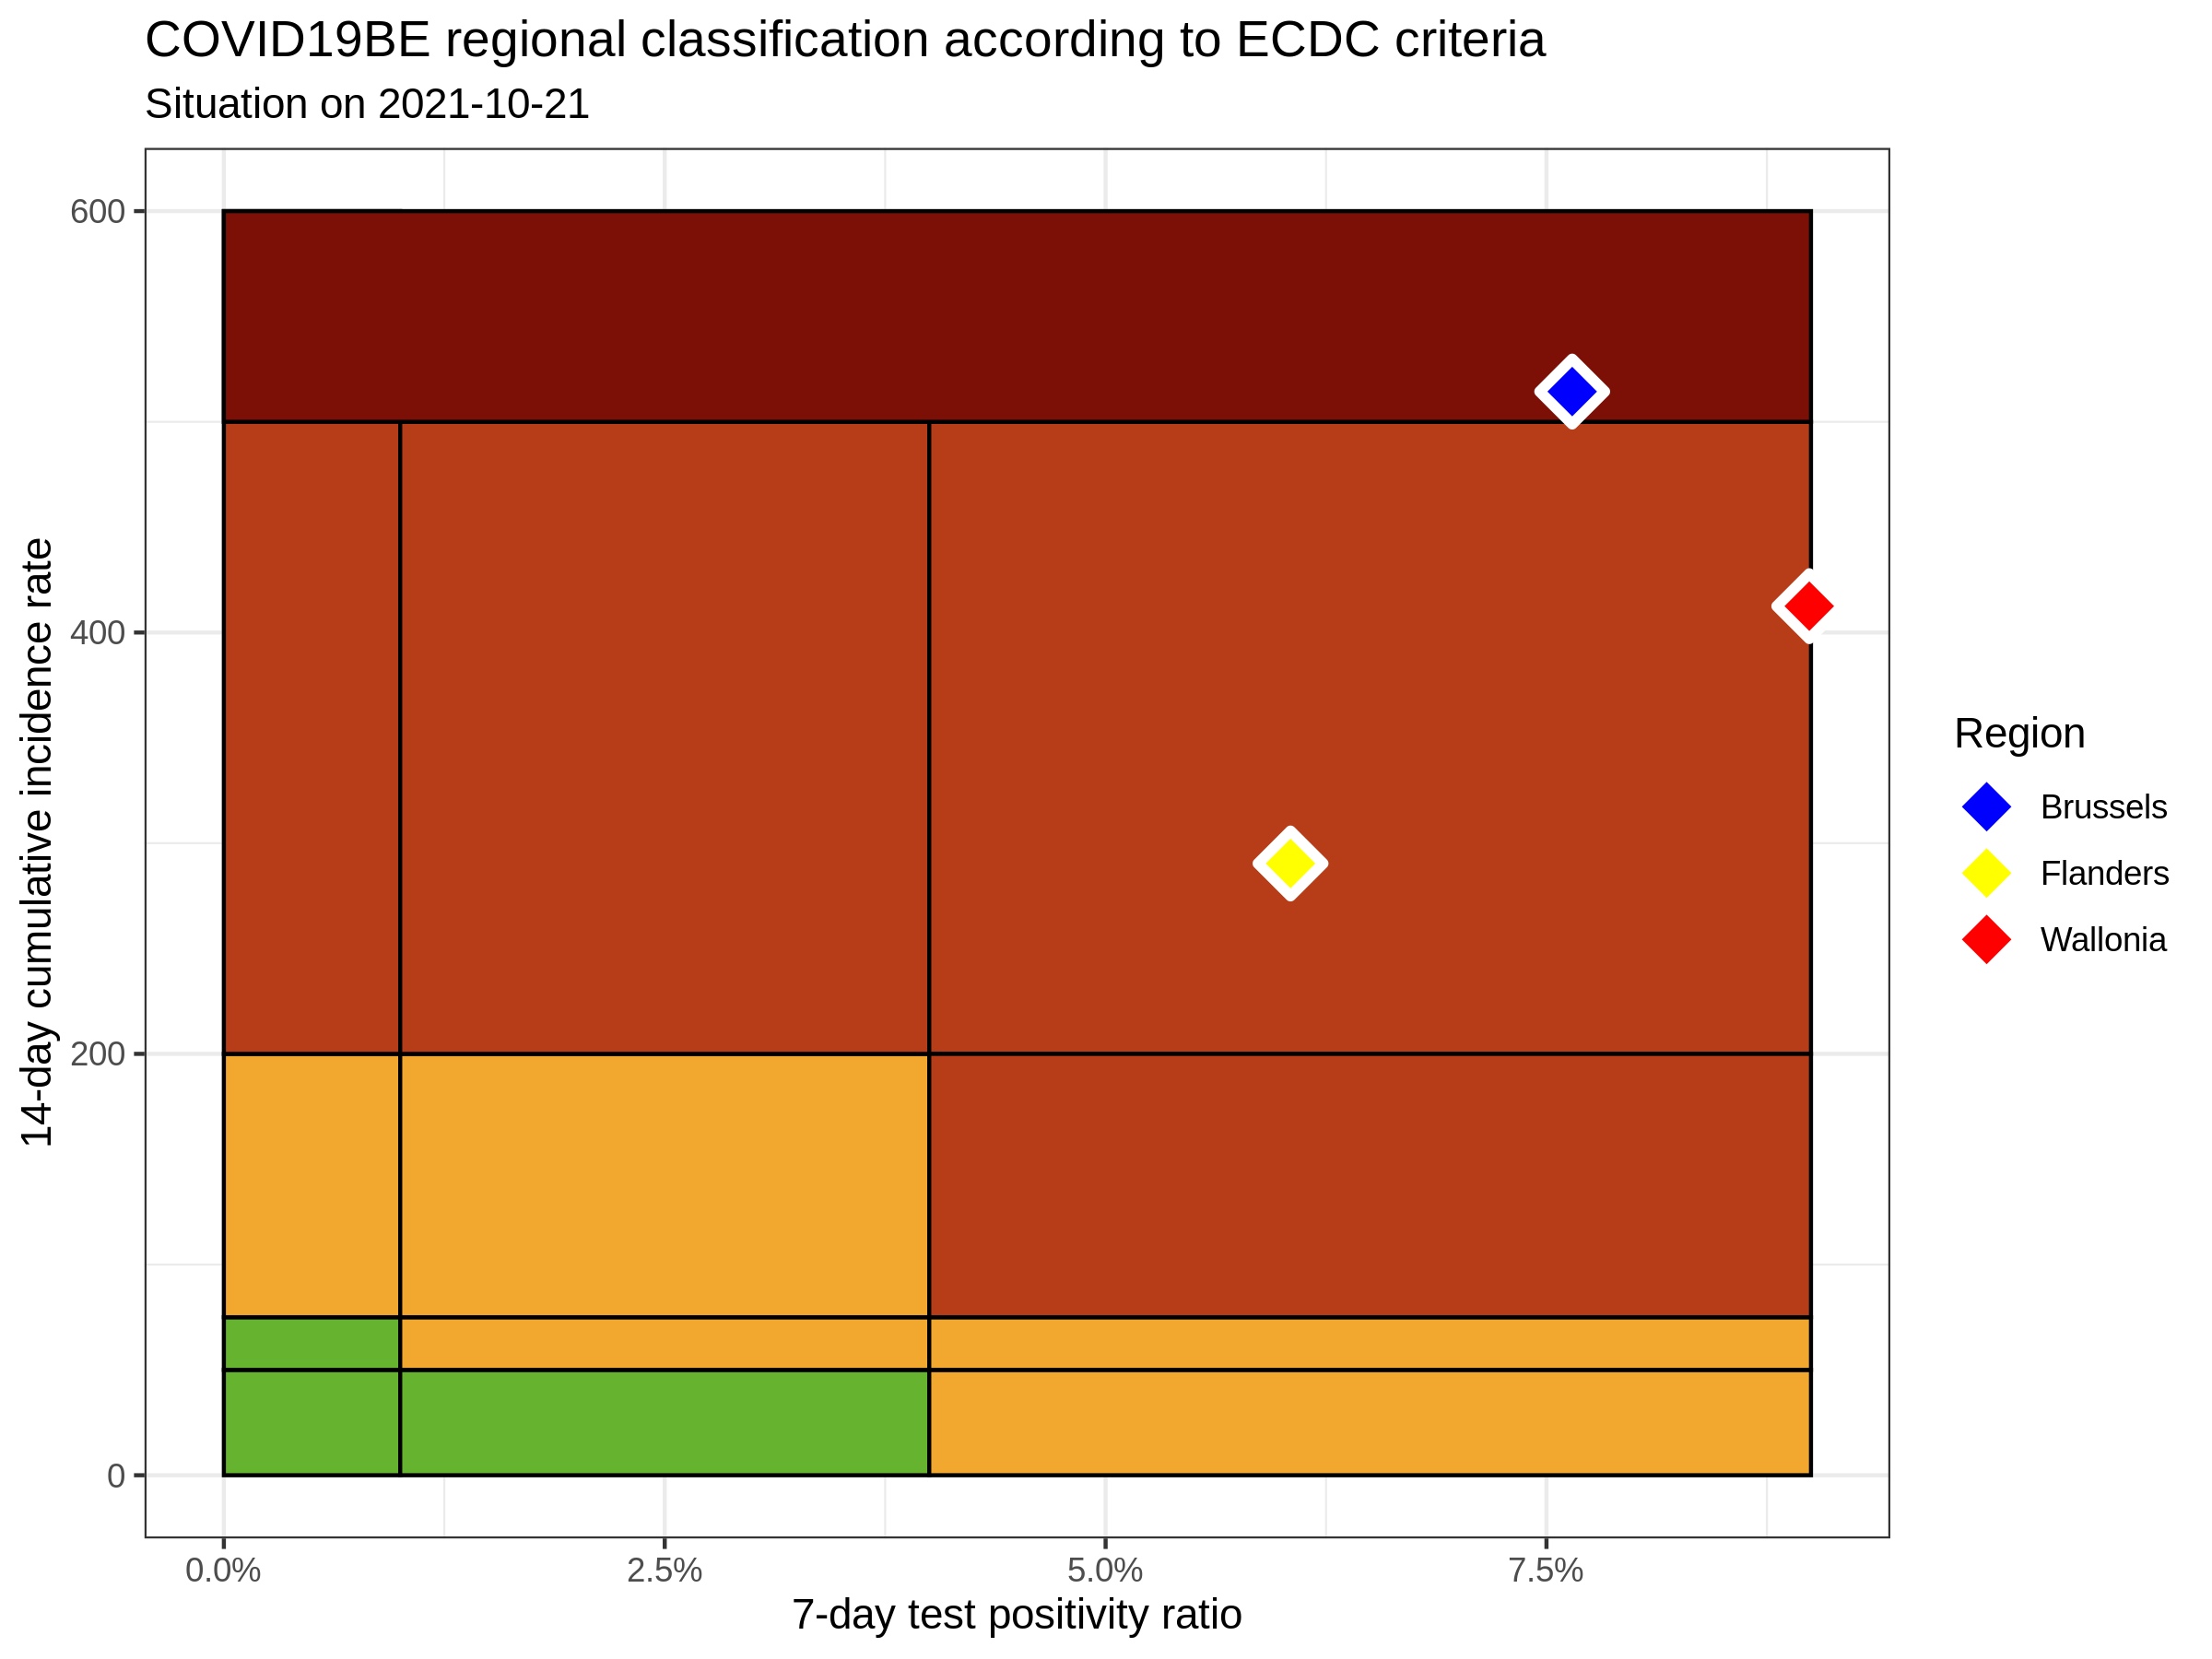 COVID19BE regional classification according to ECDC criteria
Situation on 2021-10-21
600
400
200
0
14-day cumulative incidence rate
0.0% 2.5% 5.0% 7.5%
7-day test positivity ratio
Region
Brussels
Flanders
Wallonia